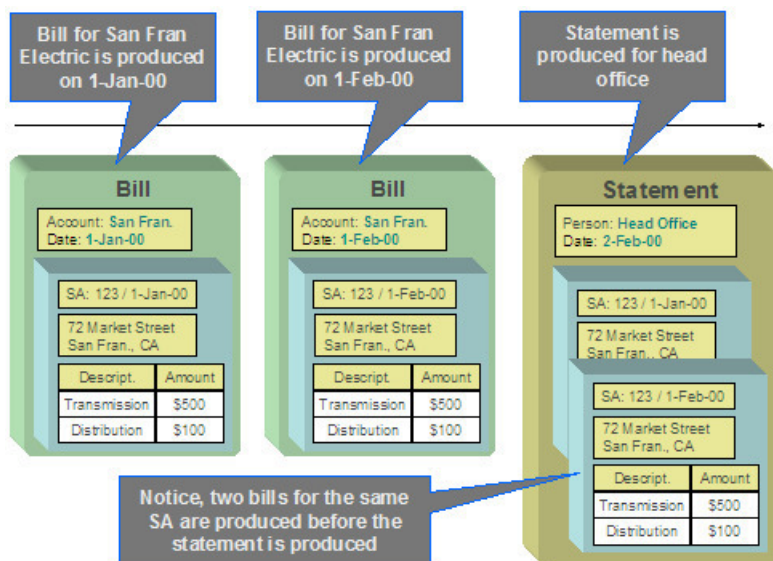 Bill for San Fran
Electric is produced
on 1-Jan-00
Bill for San Fran
Electric is produced
on 1-Feb-00
Statement is
produced for head
office
Bill
Account: San Fran.
Date: 1-Jan-00
SA: 123 / 1-Jan-00
72 Market Street
San Fran., CA
Descript. Amount
Transmission $500
Distribution $100
Bill
Account: San Fran.
Date: 1-Feb-00
SA: 123 / 1-Feb-00
72 Market Street
San Fran., CA
Descript. Amount
Transmission $500
Distribution $100
Statement
Person: Head Office
Date: 2-Feb-00
SA: 123 / 1-Jan-00
72 Market Street
San Fran., CA
SA: 123 / 1-Feb-00
72 Market Street
San Fran., CA
Descript. Amount
Transmission $500
Distribution $100
Notice, two bills for the same
SA are produced before the
statement is produced